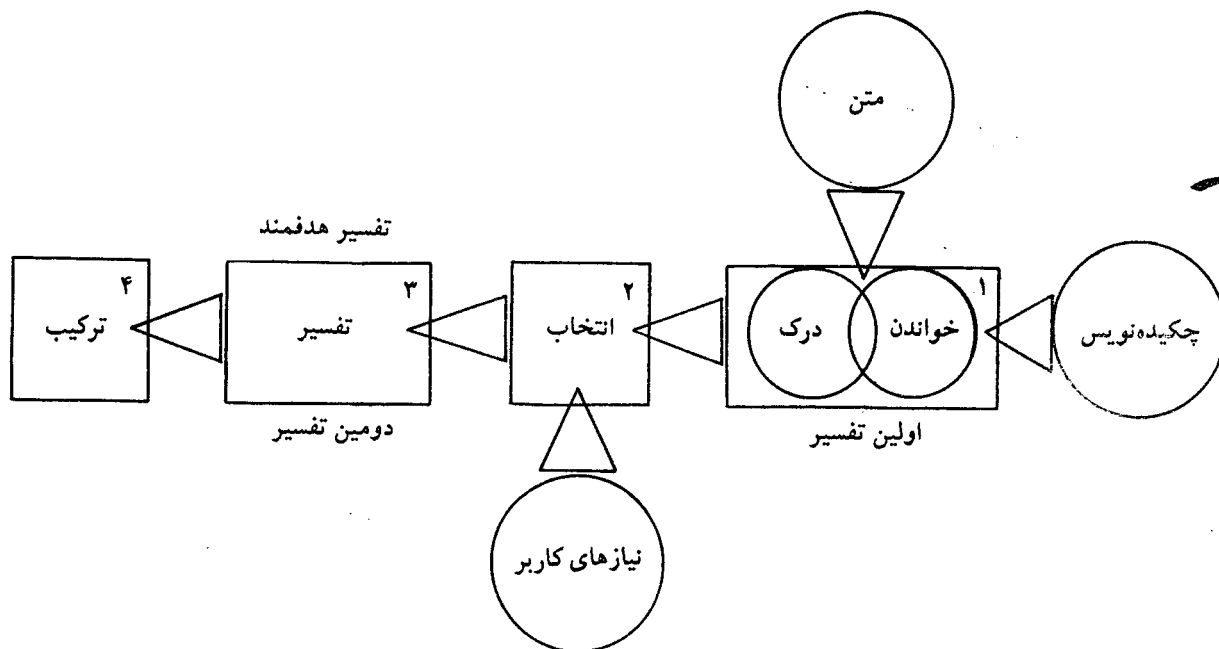 متن
چکیده‌نویس
۱
خواندن
درک
اولین تفسیر
۲
انتخاب
نیازهای کاربر
تفسیر هدفمند
۳
تفسیر
دومین تفسیر
۴
ترکیب